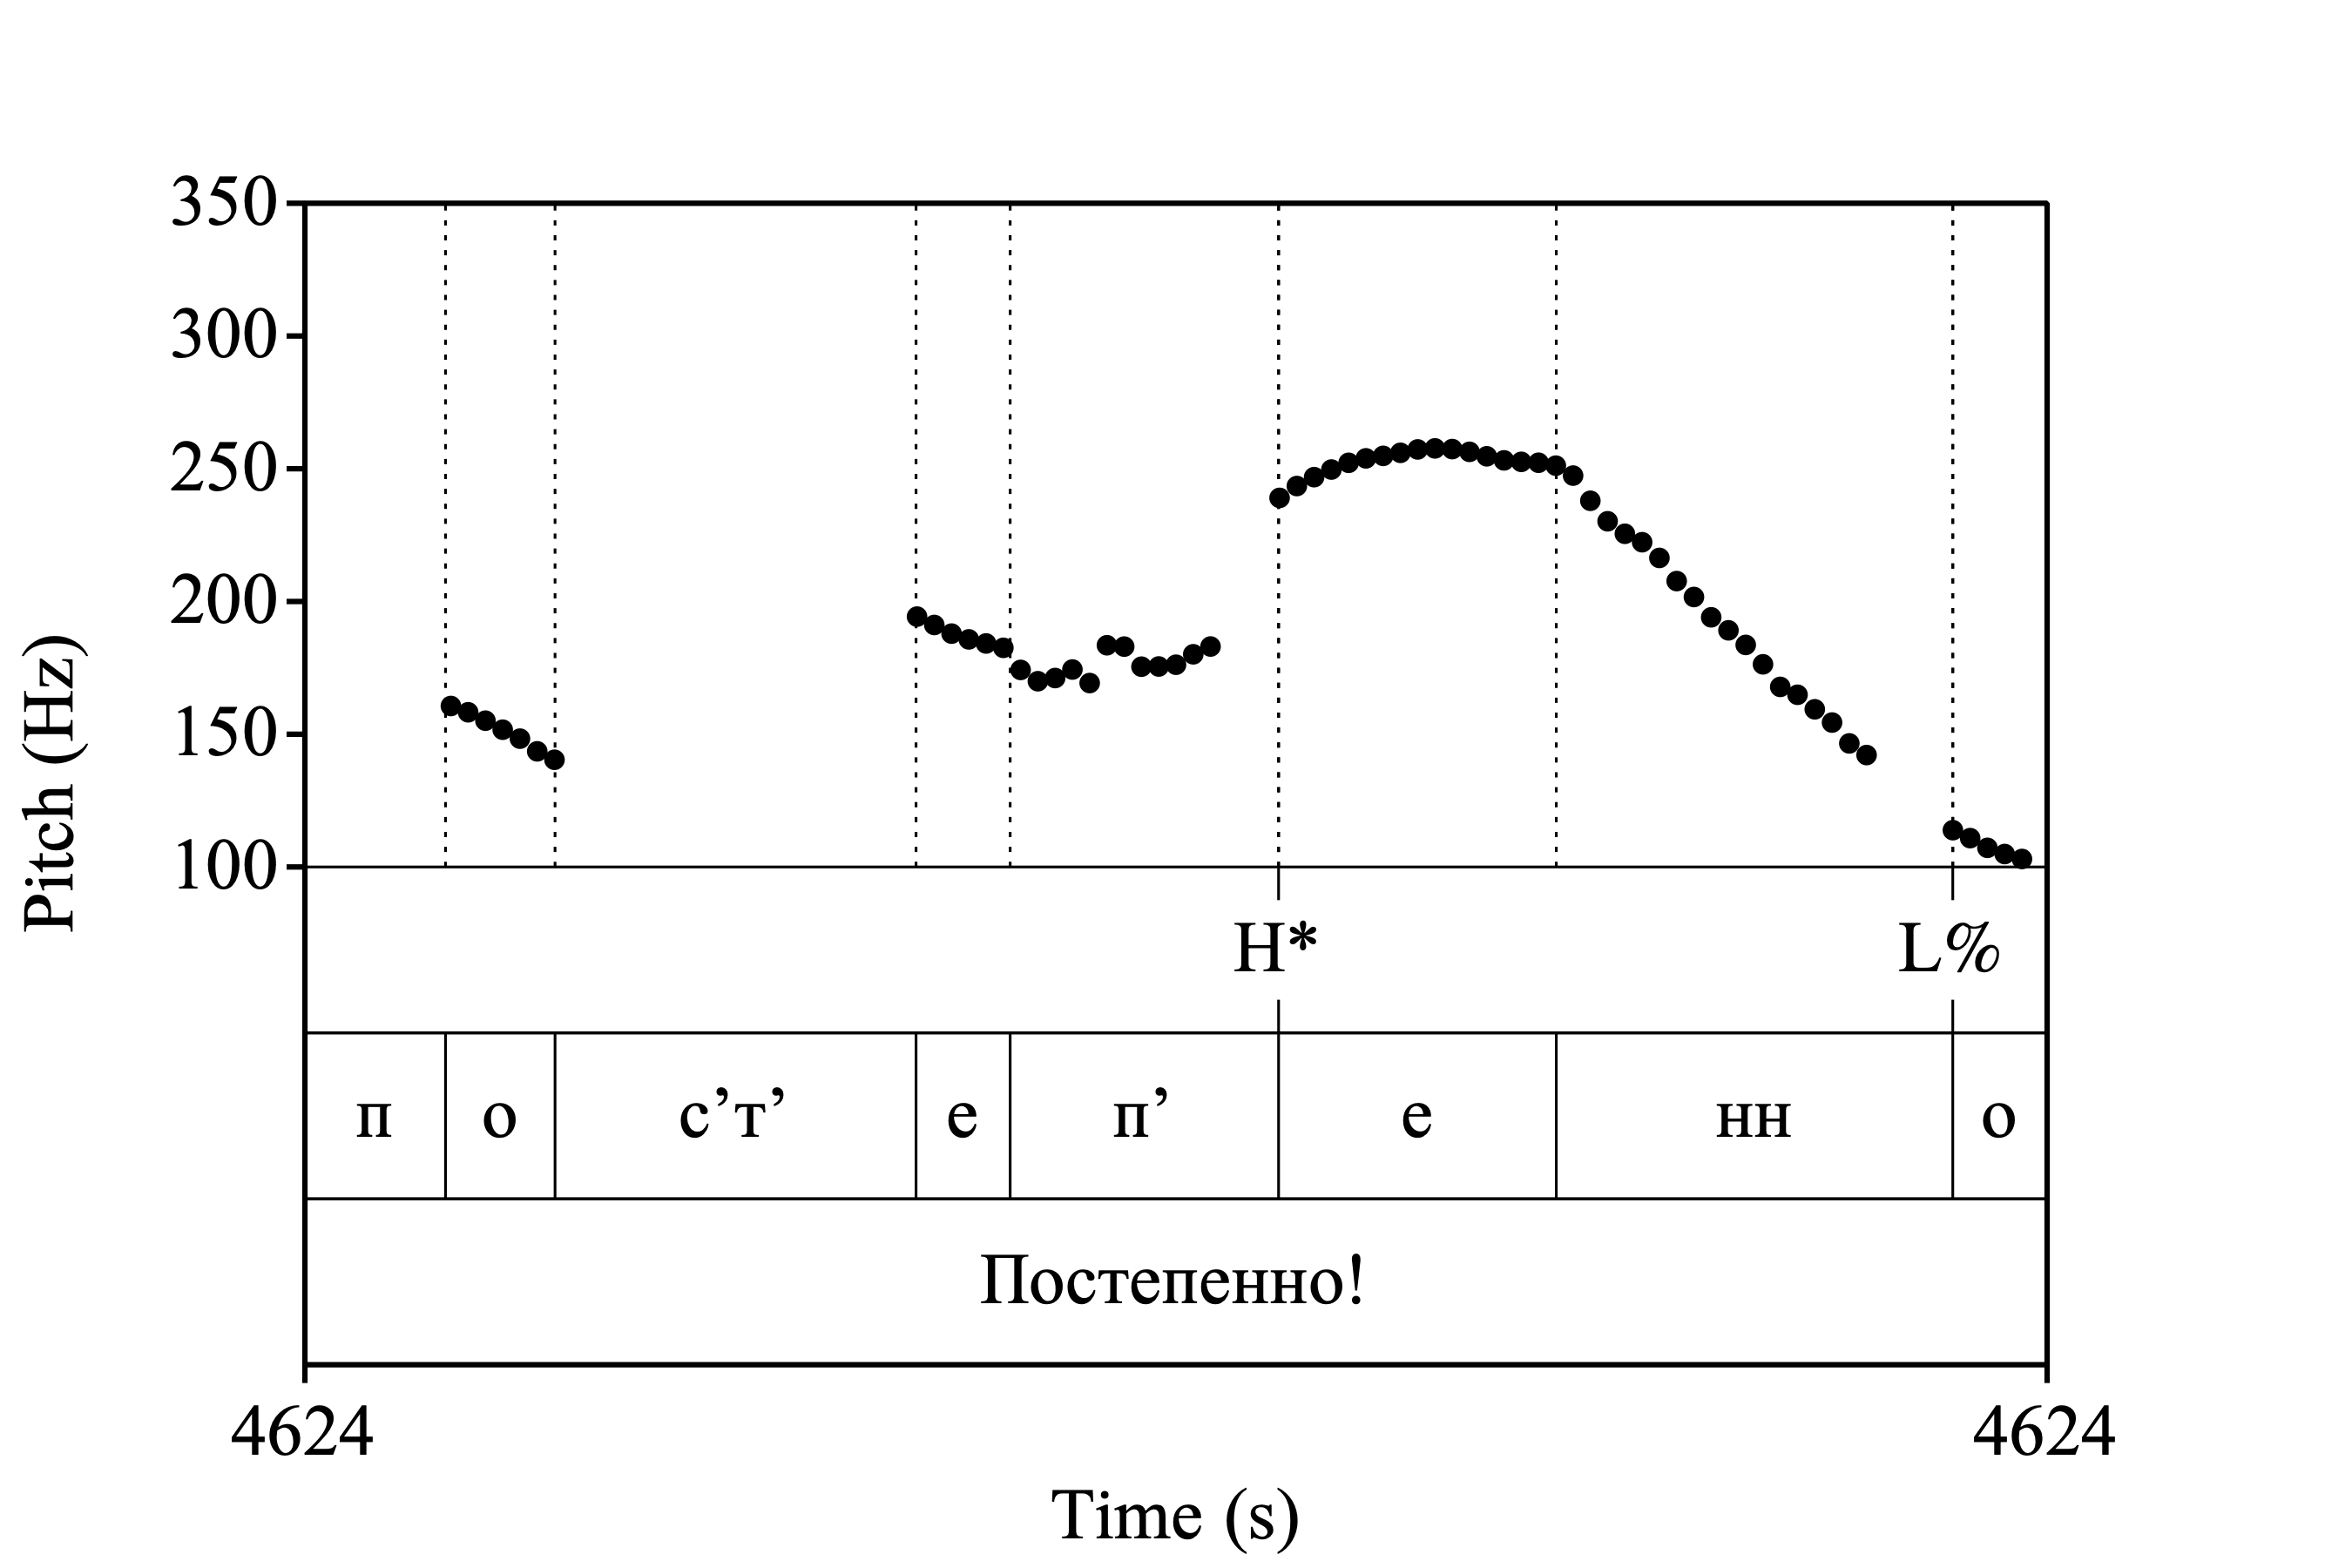 350
300
250
200
150
100
Pitch (Hz)
H* L%
п о с’т’ е п’ е нн о
Постепенно!
4624 4624
Time (s)